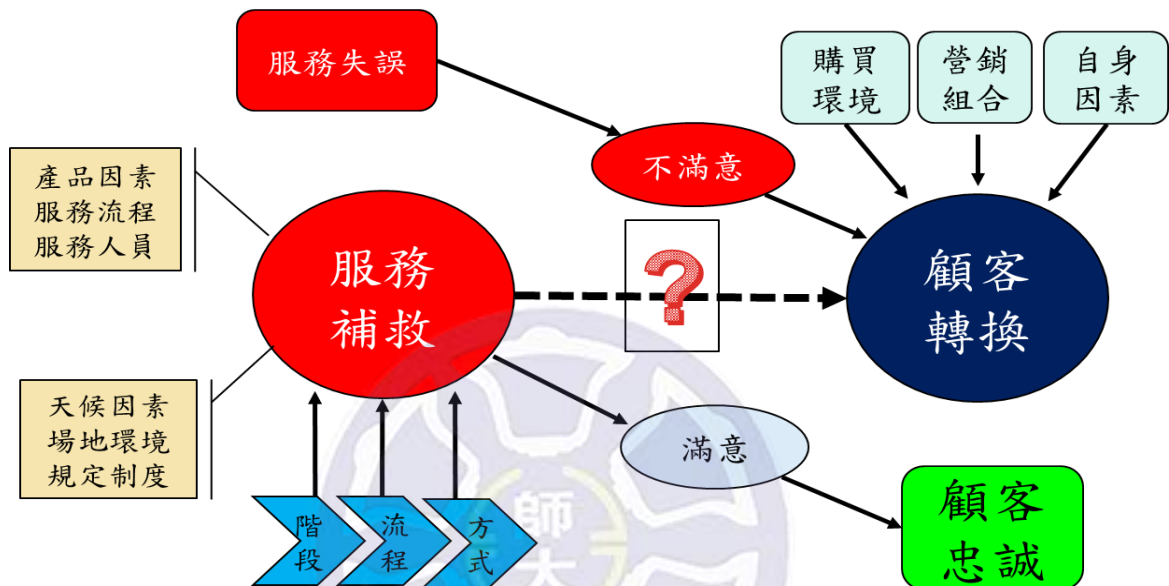 服務失誤
購買
環境
營銷
組合
自身
因素
不滿意
產品因素
服務流程
服務人員
服務
補救
?
顧客
轉換
天候因素
場地環境
規定制度
滿意
階
段
流
程
方
式
顧客
忠誠
師
大